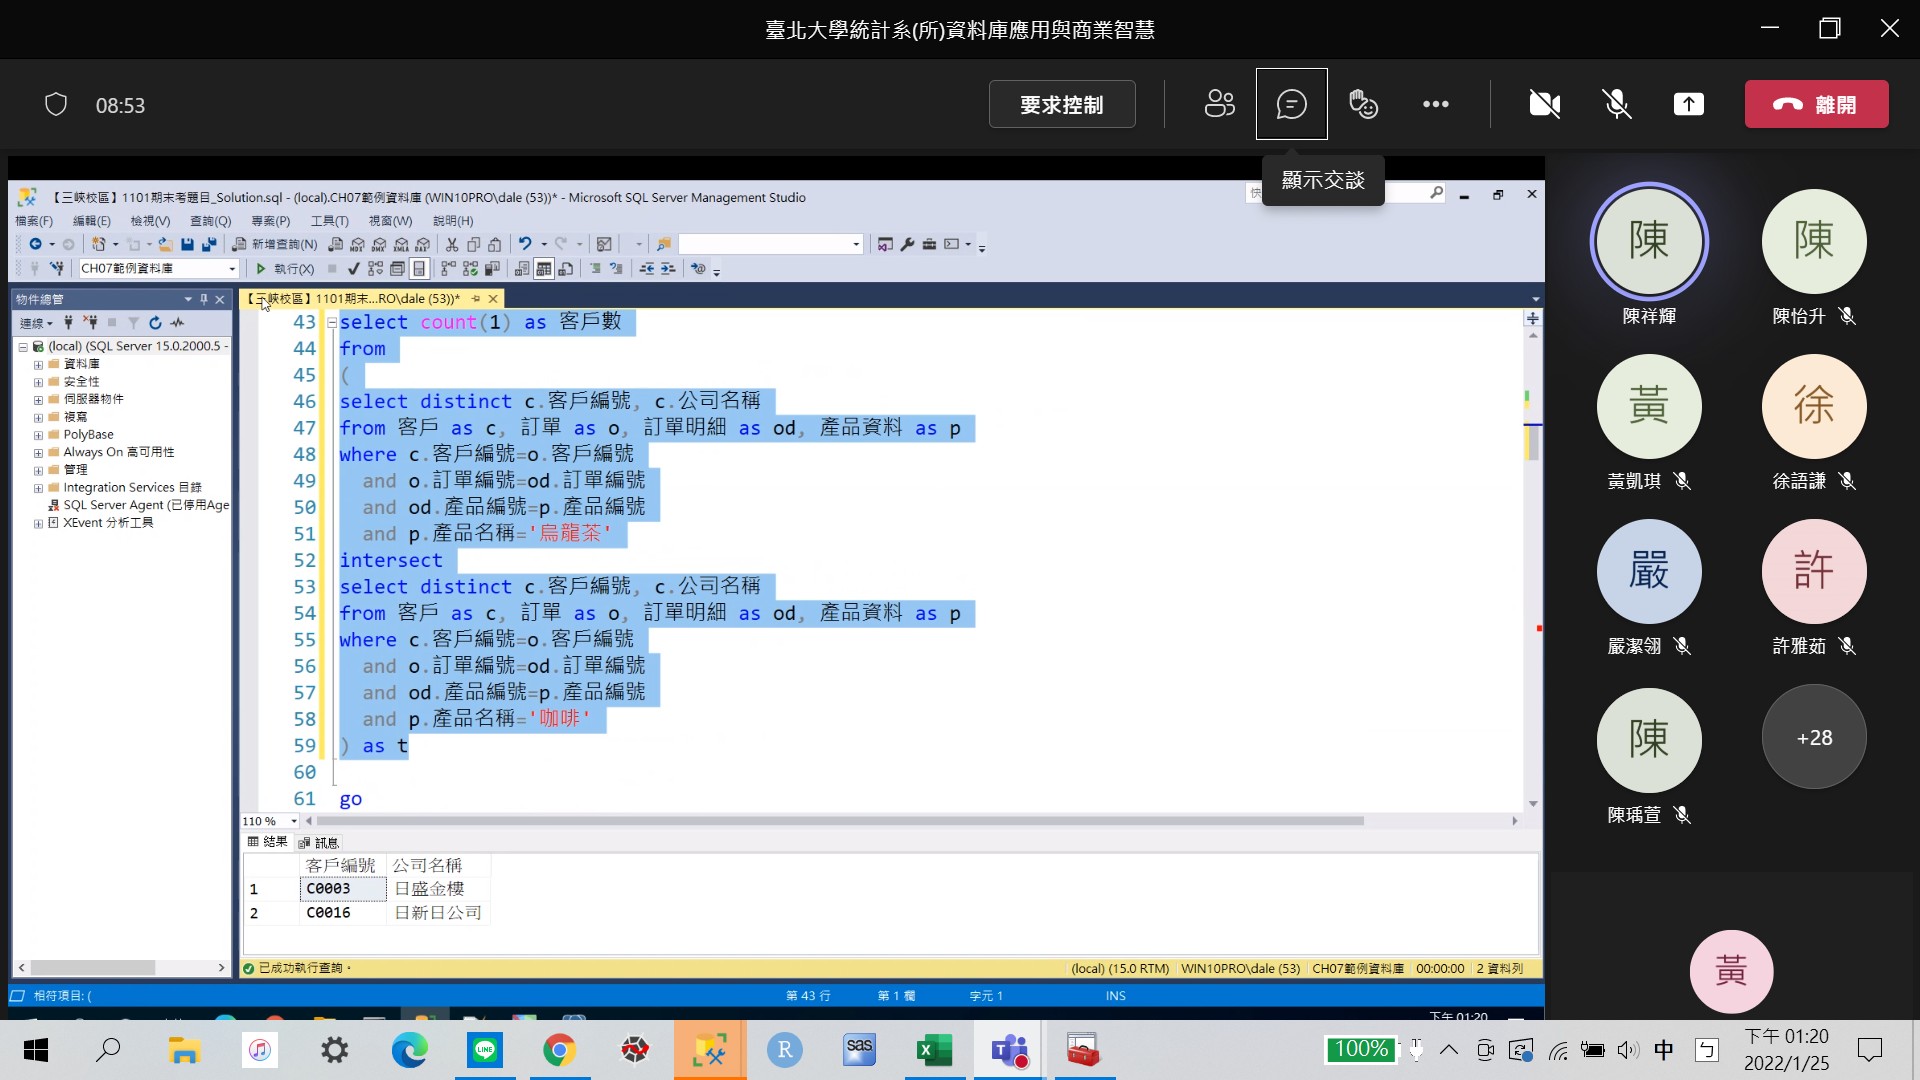 臺北大學統計系(所)資料庫應用與商業智慧
08:53
要求控制
離開
顯示交談
【三峽校區】1101期末考題目_Solution.sql - (local).CH07範例資料庫 (WIN10PRO\dale (53))* - Microsoft SQL Server Management Studio
快
檔案(F) 編輯(E) 檢視(V) 查詢(Q) 專案(P) 工具(T) 視窗(W) 說明(H)
新增查詢(N)
CH07範例資料庫
執行(X)
物件總管
連線
(local) (SQL Server 15.0.2000.5 -
資料庫
安全性
伺服器物件
複寫
PolyBase
Always On 高可用性
管理
Integration Services 目錄
SQL Server Agent (已停用Age
XEvent 分析工具
【三峽校區】1101期末...RO\dale (53))*
43 select count(1) as 客戶數
44 from
45 (
46 select distinct c.客戶編號, c.公司名稱
47 from 客戶 as c, 訂單 as o, 訂單明細 as od, 產品資料 as p
48 where c.客戶編號=o.客戶編號
49 and o.訂單編號=od.訂單編號
50 and od.產品編號=p.產品編號
51 and p.產品名稱='烏龍茶'
52 intersect
53 select distinct c.客戶編號, c.公司名稱
54 from 客戶 as c, 訂單 as o, 訂單明細 as od, 產品資料 as p
55 where c.客戶編號=o.客戶編號
56 and o.訂單編號=od.訂單編號
57 and od.產品編號=p.產品編號
58 and p.產品名稱='咖啡'
59 ) as t
60
61 go
110 %
結果 訊息
客戶編號 公司名稱
1 C0003 日盛金樓
2 C0016 日新日公司
已成功執行查詢。
(local) (15.0 RTM) WIN10PRO\dale (53) CH07範例資料庫 00:00:00 2 資料列
相符項目: (
第 43 行 第 1 欄 字元 1 INS
下午 01:20
陳 陳
陳祥輝 陳怡升
黃 徐
黃凱琪 徐語謙
嚴 許
嚴潔翎 許雅茹
陳 +28
陳瑀萱
黃
LINE
R
sas
100%
中
ㄅ
下午 01:20
2022/1/25